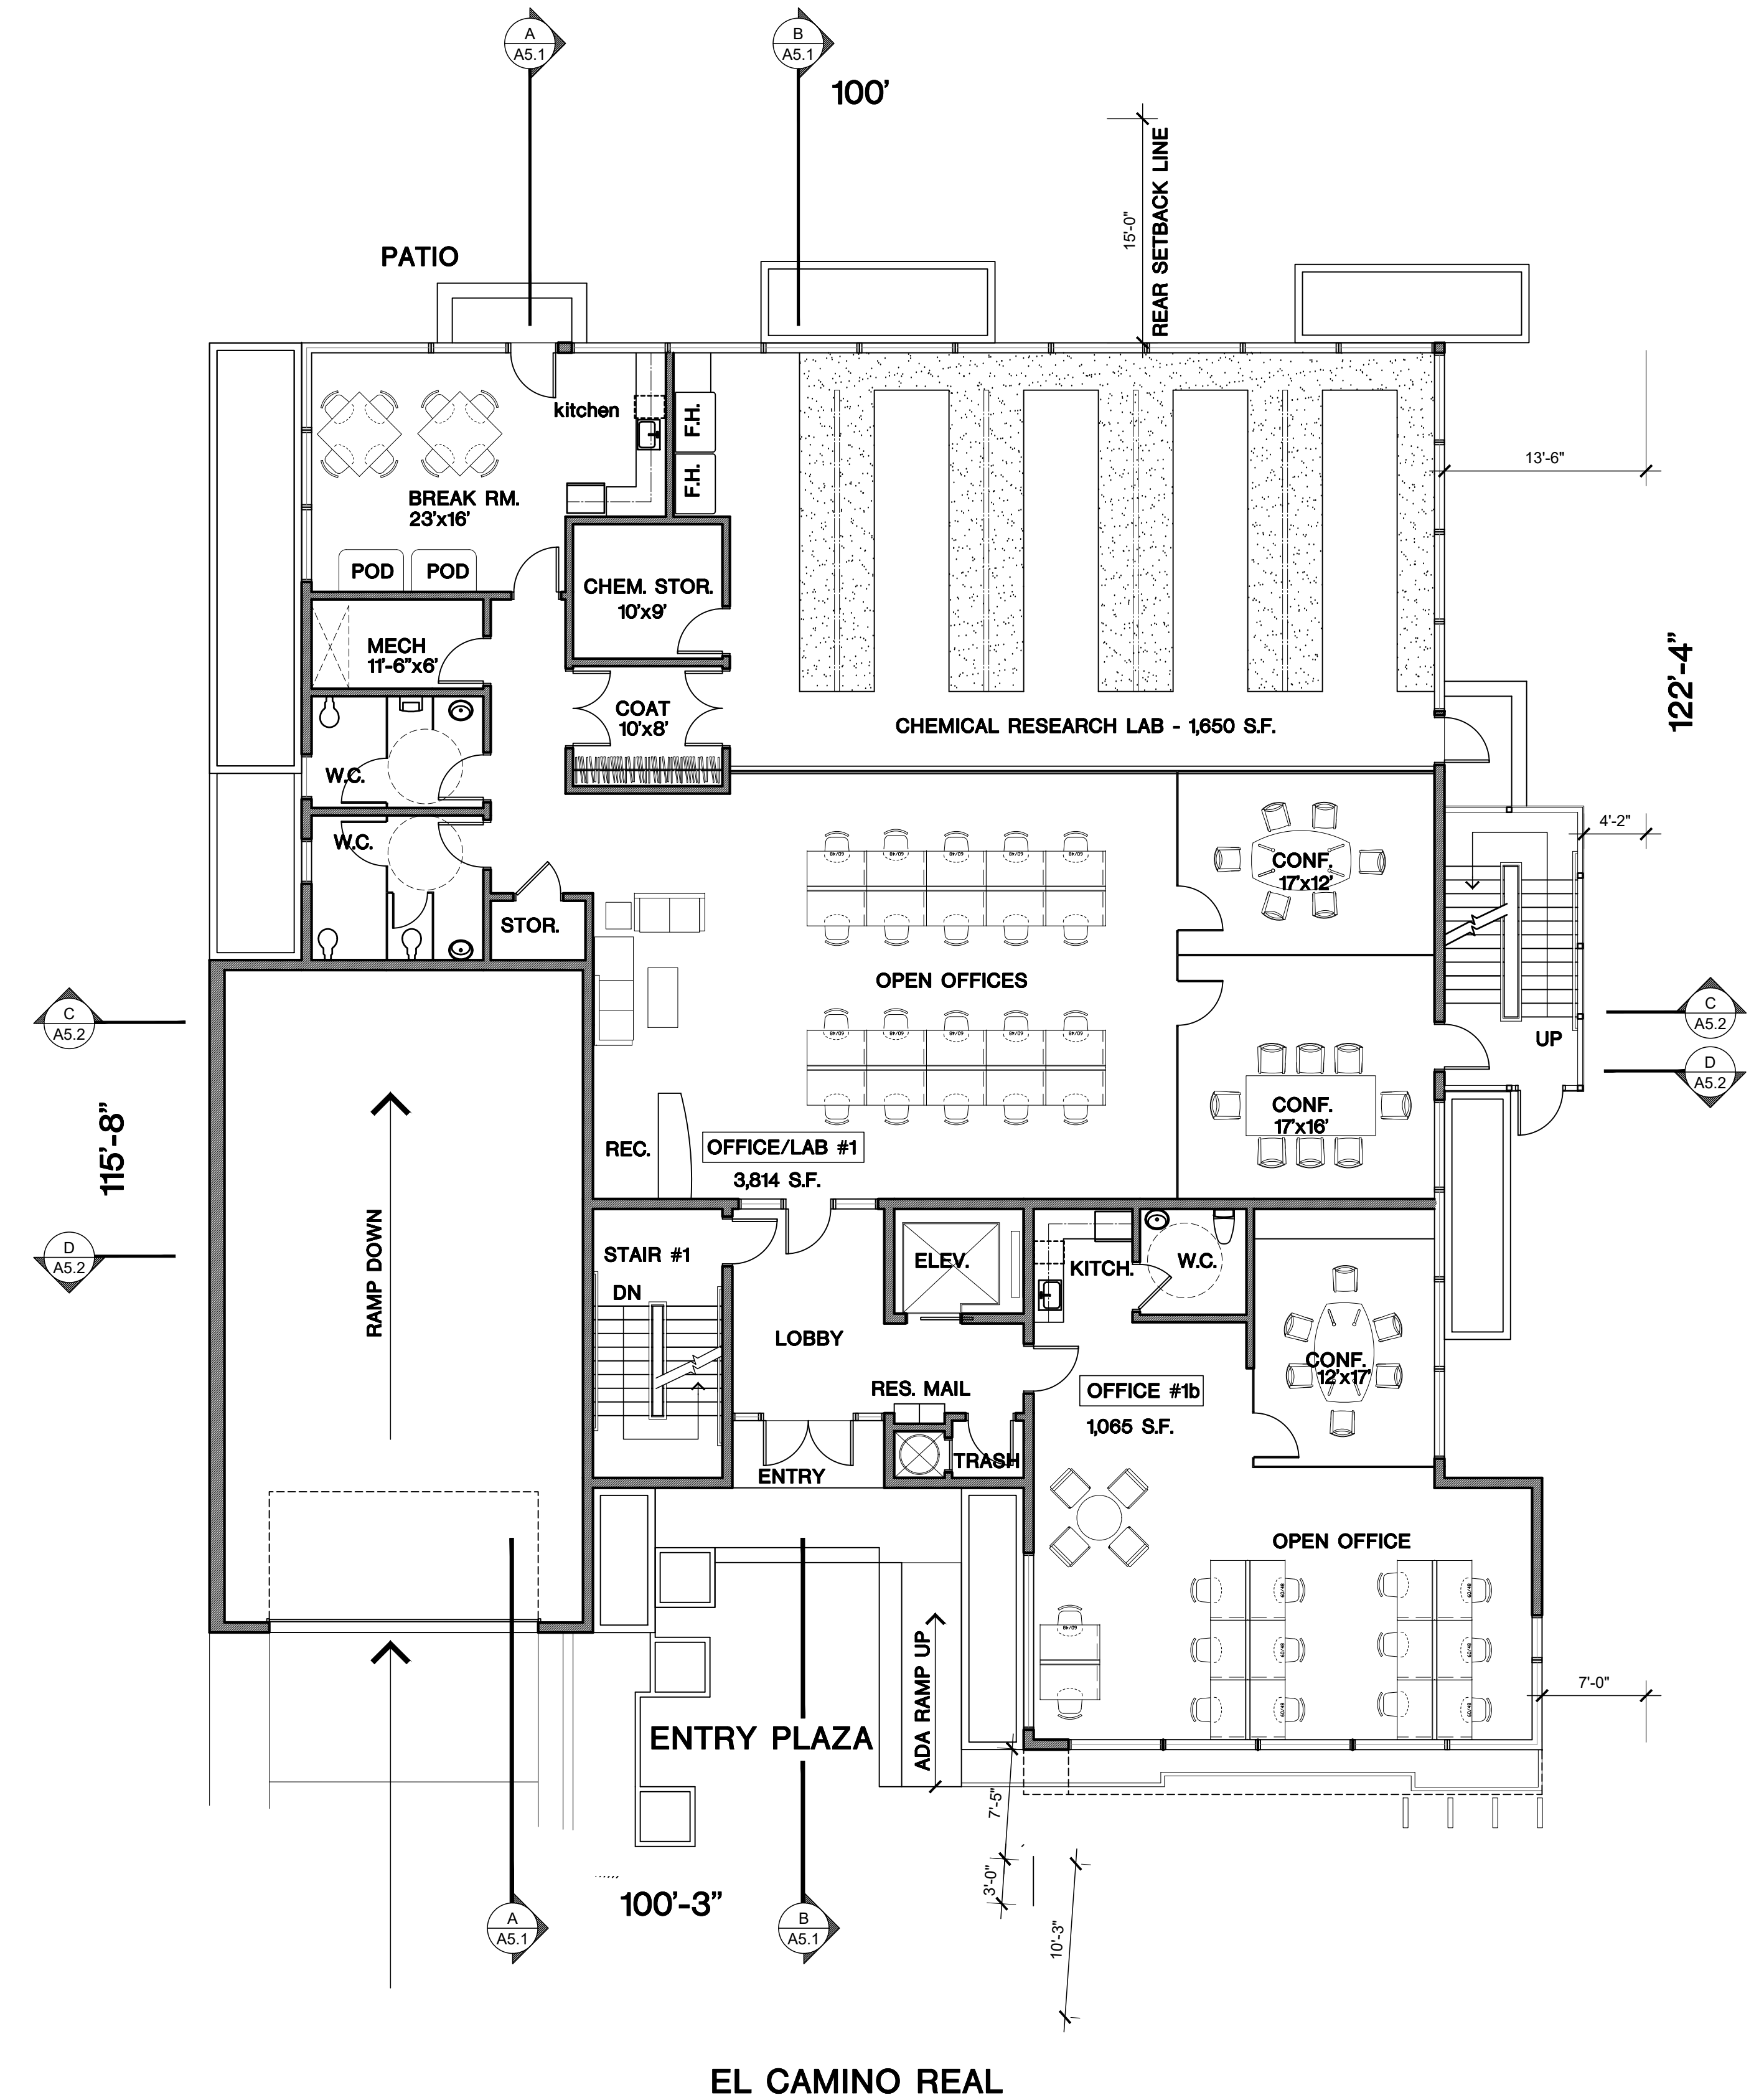 A
A5.1
B
A5.1
100'
15'-0"
REAR SETBACK LINE
PATIO
kitchen
F.H.
F.H.
13'-6"
BREAK RM.
23'x16'
POD
POD
CHEM. STOR.
10'x9'
MECH
11'-6"x6'
122'-4"
COAT
10'x8'
CHEMICAL RESEARCH LAB - 1,650 S.F.
W.C.
W.C.
4'-2"
CONF.
17'x12'
STOR.
OPEN OFFICES
C
A5.2
C
A5.2
UP
D
A5.2
115'-8"
CONF.
17'x16'
REC.
OFFICE/LAB #1
3,814 S.F.
RAMP DOWN
D
A5.2
STAIR #1
DN
ELEV.
KITCH.
W.C.
LOBBY
CONF.
12'x17'
RES. MAIL
OFFICE #1b
1,065 S.F.
TRASH
ENTRY
OPEN OFFICE
ADA RAMP UP
7'-0"
ENTRY PLAZA
7'-5"
3'-0"
100'-3"
10'-3"
A
A5.1
B
A5.1
EL CAMINO REAL